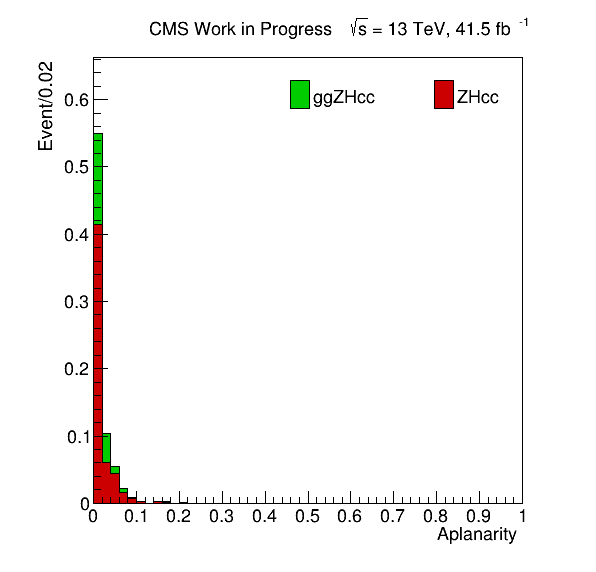 CMS Work in Progress √s = 13 TeV, 41.5 fb -1
Event/0.02
ggZHcc ZHcc
0.6
0.5
0.4
0.3
0.2
0.1
0
0 0.1 0.2 0.3 0.4 0.5 0.6 0.7 0.8 0.9 1
Aplanarity